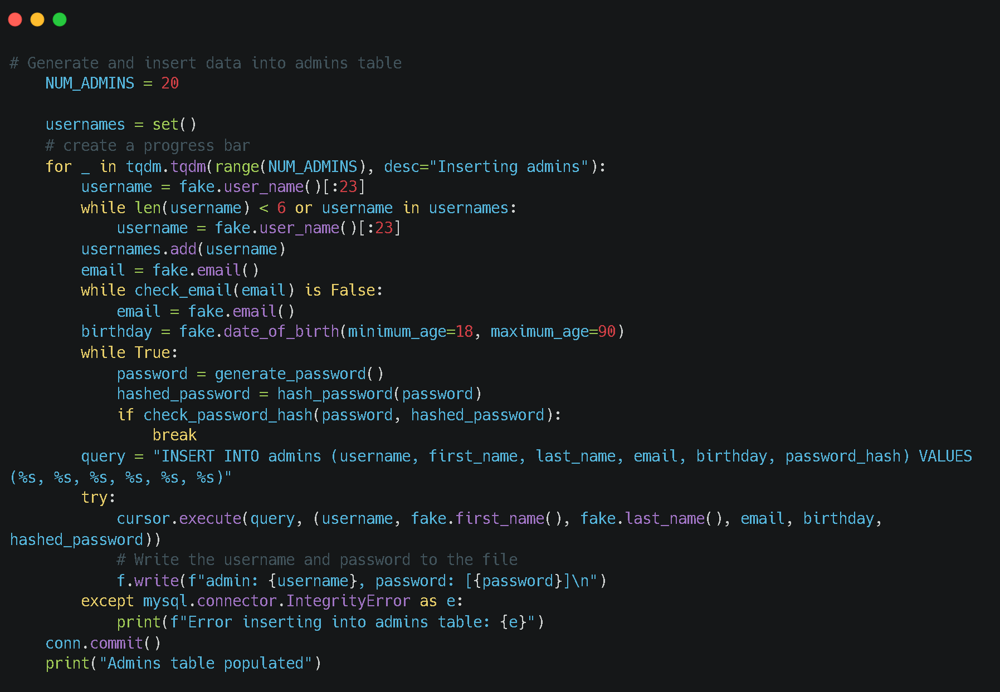 # Generate and insert data into admins table
    NUM_ADMINS = 20

    usernames = set()
    # create a progress bar
    for _ in tqdm.tqdm(range(NUM_ADMINS), desc="Inserting admins"):
        username = fake.user_name()[:23]
        while len(username) < 6 or username in usernames:
            username = fake.user_name()[:23]
        usernames.add(username)
        email = fake.email()
        while check_email(email) is False:
            email = fake.email()
        birthday = fake.date_of_birth(minimum_age=18, maximum_age=90)
        while True:
            password = generate_password()
            hashed_password = hash_password(password)
            if check_password_hash(password, hashed_password):
                break
        query = "INSERT INTO admins (username, first_name, last_name, email, birthday, password_hash) VALUES
(%s, %s, %s, %s, %s, %s)"
        try:
            cursor.execute(query, (username, fake.first_name(), fake.last_name(), email, birthday,
hashed_password))
            # Write the username and password to the file
            f.write(f"admin: {username}, password: [{password}]\n")
        except mysql.connector.IntegrityError as e:
            print(f"Error inserting into admins table: {e}")
    conn.commit()
    print("Admins table populated")